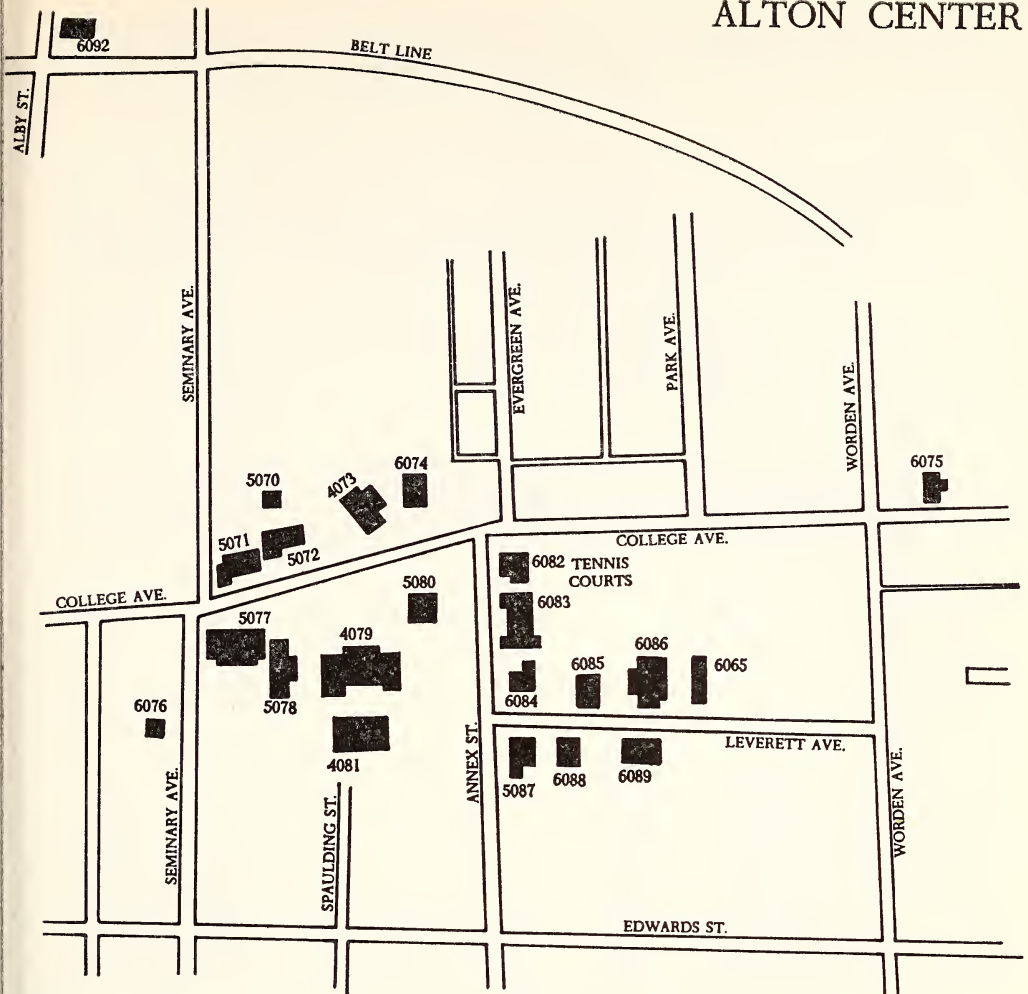 ALTON CENTER
6092
BELT LINE
ALBY ST.
SEMINARY AVE.
EVERGREEN AVE.
PARK AVE.
WORDEN AVE.
6075
6074
4073
5070
5071
5072
COLLEGE AVE.
6082 TENNIS
COURTS
6083
COLLEGE AVE.
5080
5077
4079
5078
6086
6085
6065
6084
6076
4081
LEVERETT AVE.
ANNEX ST.
5087
6088
6089
SEMINARY AVE.
SPAULDING ST.
WORDEN AVE.
EDWARDS ST.